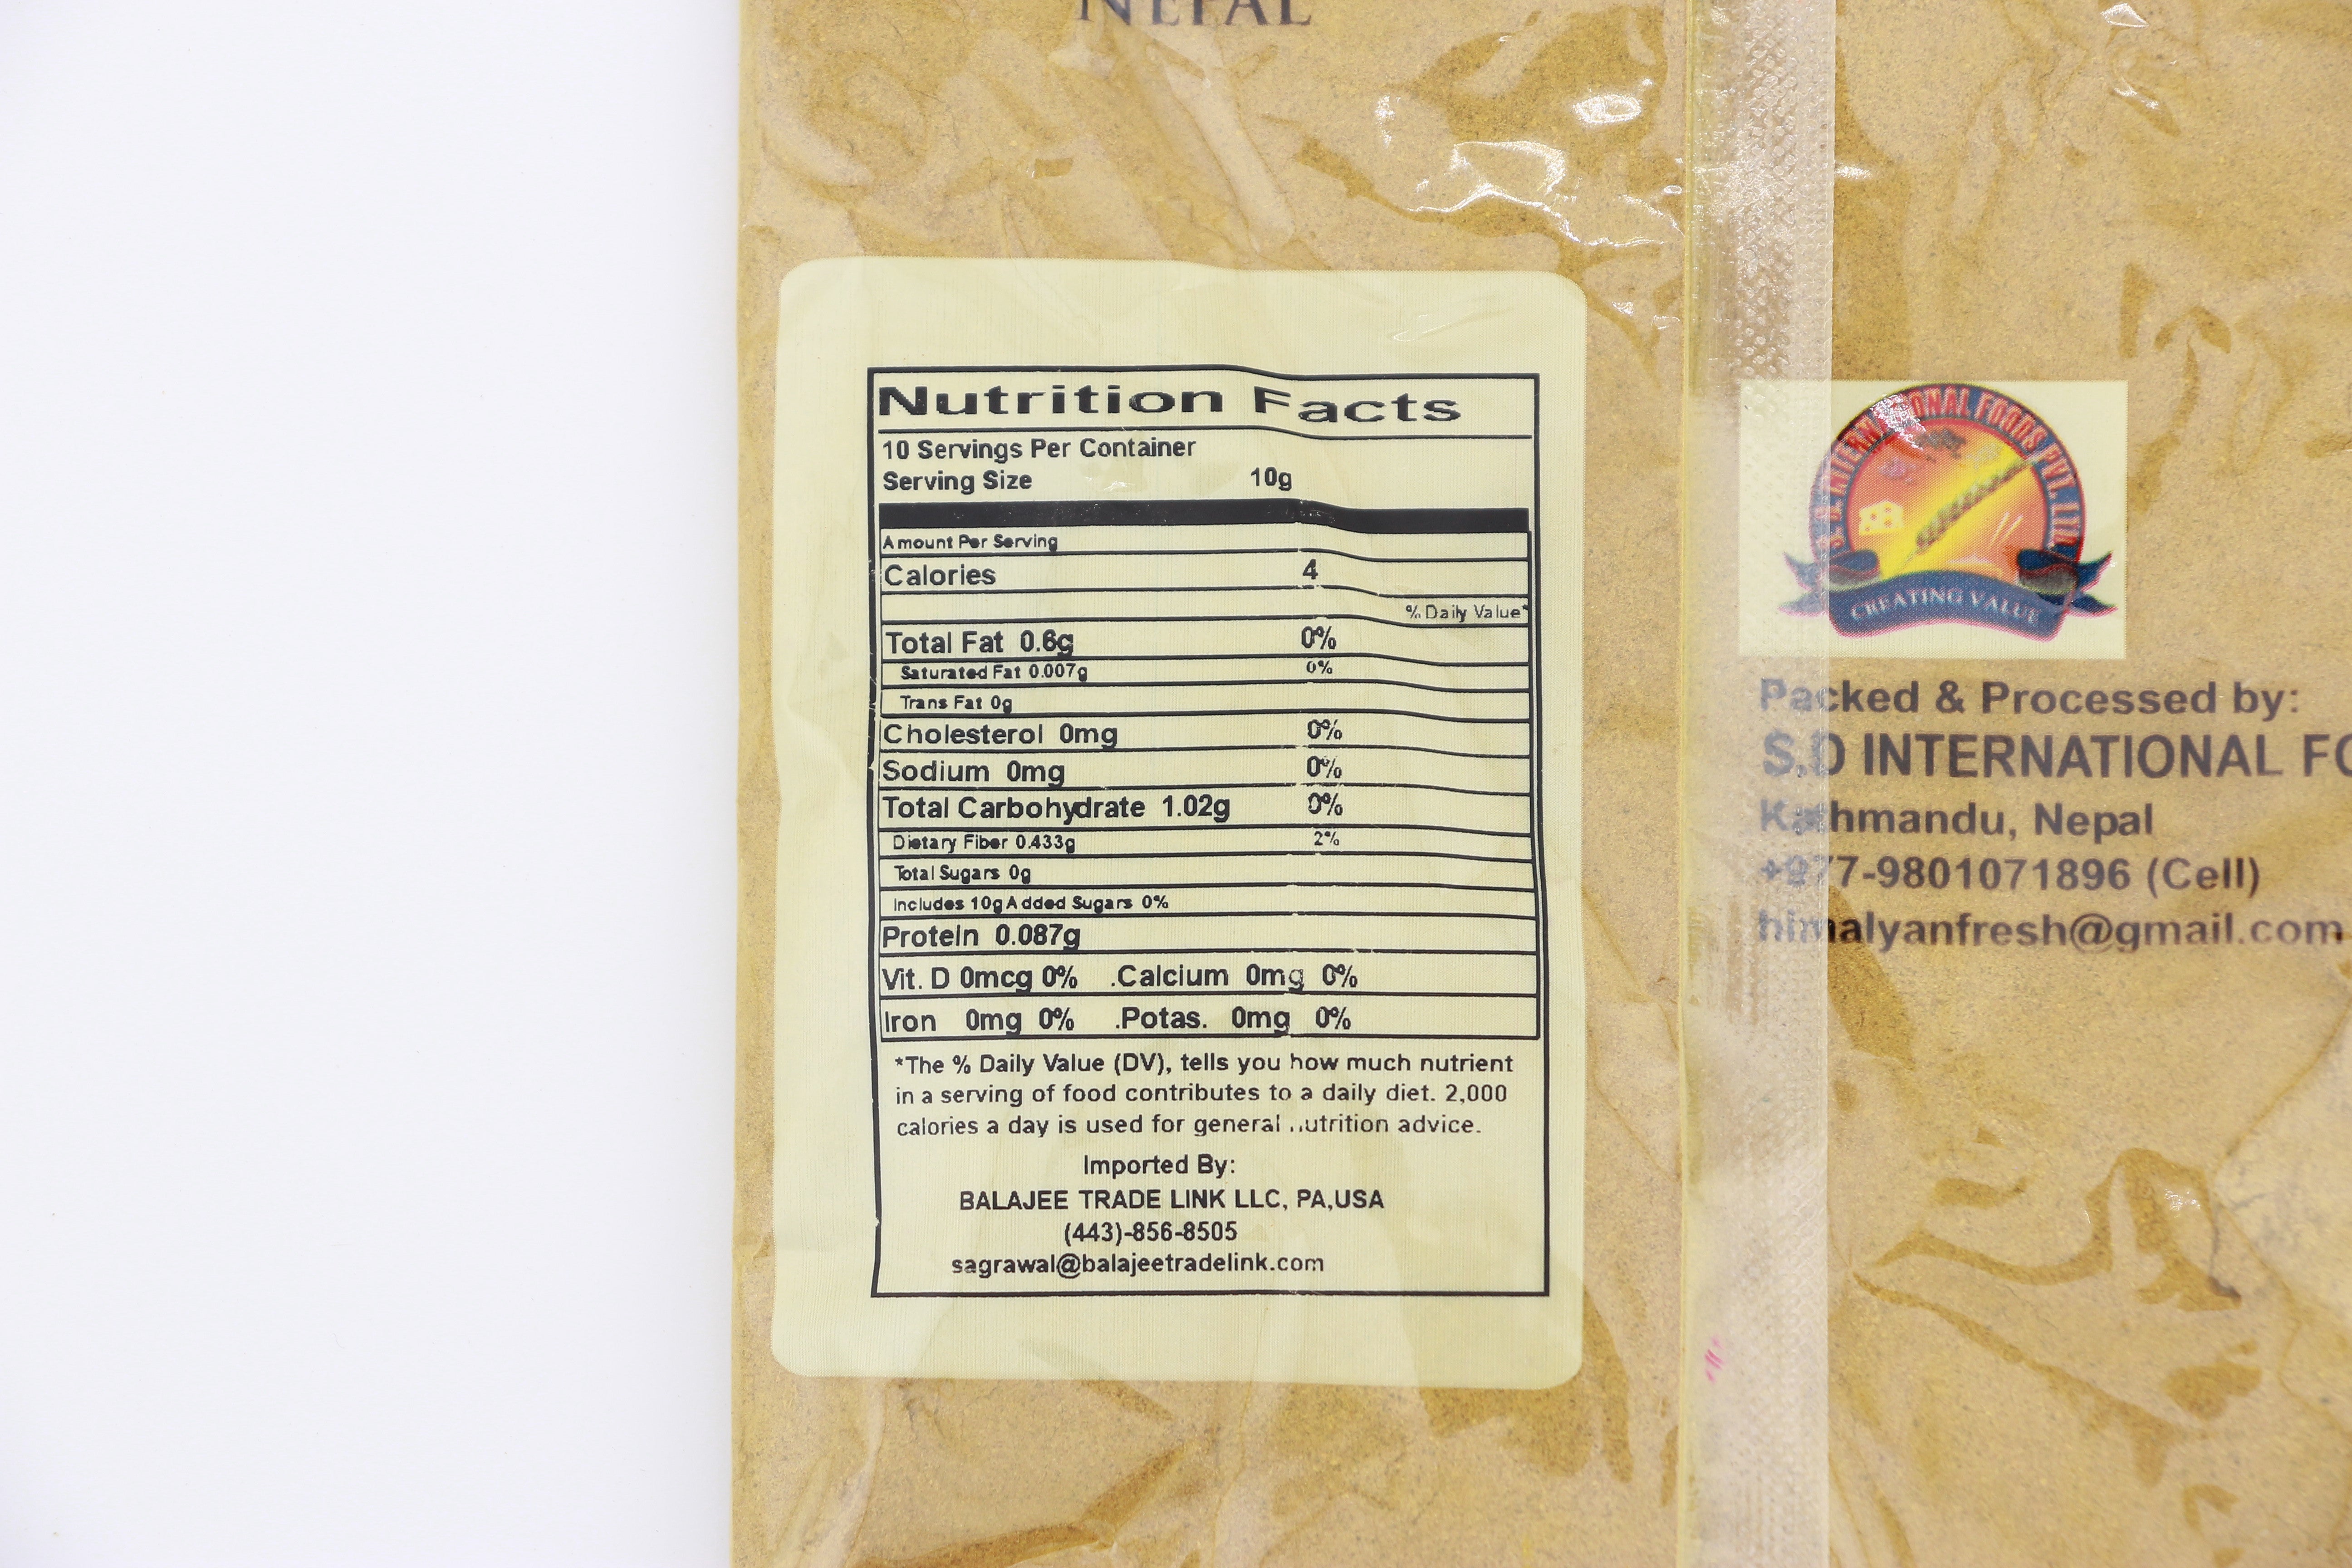 NEPAL
Nutrition Facts
10 Servings Per Container
Serving Size 10g
Amount Per Serving
Calories 4
% Daily Value*
Total Fat 0.6g 0%
Saturated Fat 0.007g 0%
Trans Fat 0g
Cholesterol 0mg 0%
Sodium 0mg 0%
Total Carbohydrate 1.02g 0%
Dietary Fiber 0.433g 2%
Total Sugars 0g
Includes 10g Added Sugars 0%
Protein 0.087g
Vit. D 0mcg 0% .Calcium 0mg 0%
Iron 0mg 0% .Potas. 0mg 0%
*The % Daily Value (DV), tells you how much nutrient
in a serving of food contributes to a daily diet. 2,000
calories a day is used for general nutrition advice.
Imported By:
BALAJEE TRADE LINK LLC, PA,USA
(443)-856-8505
sagrawal@balajeetradelink.com
S.D. INTERNATIONAL FOODS PVT. LTD.
CREATING VALUE
Packed & Processed by:
S.D INTERNATIONAL FO
Kathmandu, Nepal
+977-9801071896 (Cell)
himalyanfresh@gmail.com